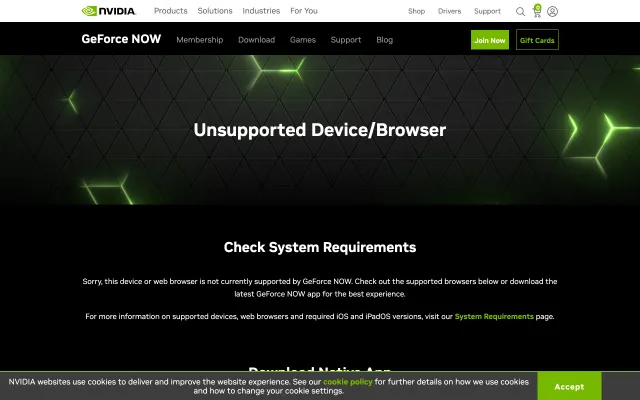 NVIDIA.
Products Solutions Industries For You
Shop Drivers Support
0
GeForce NOW
Membership Download Games Support Blog
Join Now
Gift Cards
Unsupported Device/Browser
Check System Requirements
Sorry, this device or web browser is not currently supported by GeForce NOW. Check out the supported browsers below or download the
latest GeForce NOW app for the best experience.
For more information on supported devices, web browsers and required iOS and iPadOS versions, visit our System Requirements page.
Download Native App
NVIDIA websites use cookies to deliver and improve the website experience. See our cookie policy for further details on how we use cookies
and how to change your cookie settings.
Accept